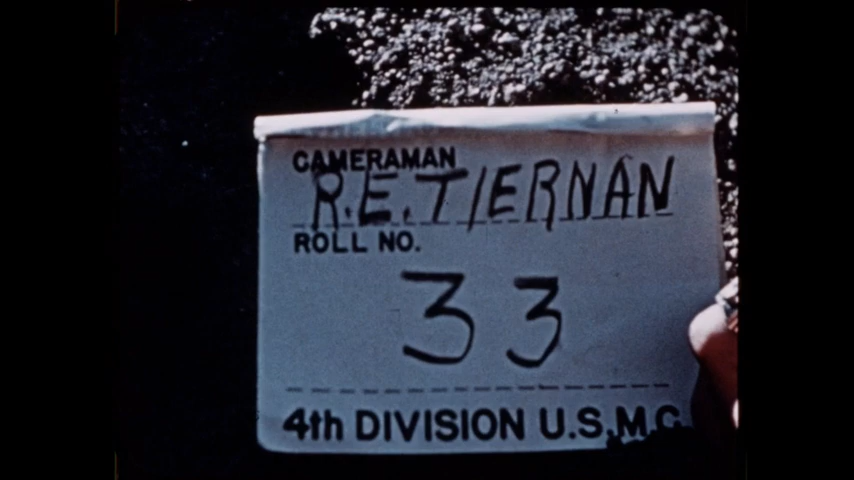 CAMERAMAN
R.E.TIERNAN
ROLL NO.
33
4th DIVISION U.S.M.C.